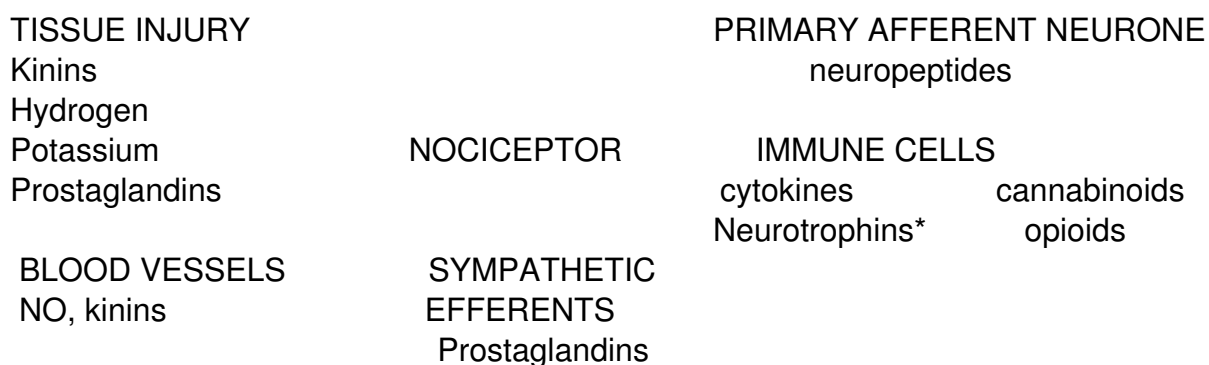 TISSUE INJURY PRIMARY AFFERENT NEURONE
Kinins neuropeptides
Hydrogen
Potassium NOCICEPTOR IMMUNE CELLS
Prostaglandins cytokines cannabinoids
Neurotrophins* opioids
BLOOD VESSELS SYMPATHETIC
NO, kinins EFFERENTS
Prostaglandins